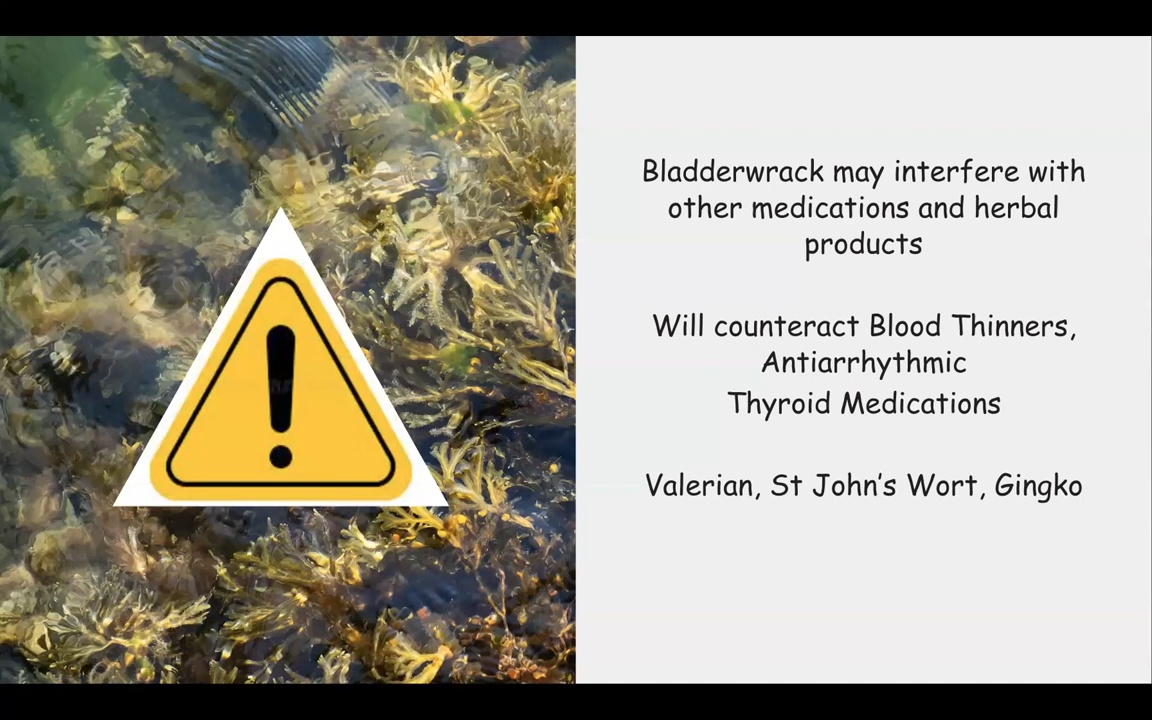 Bladderwrack may interfere with
other medications and herbal
products
Will counteract Blood Thinners,
Antiarrhythmic
Thyroid Medications
Valerian, St John's Wort, Gingko